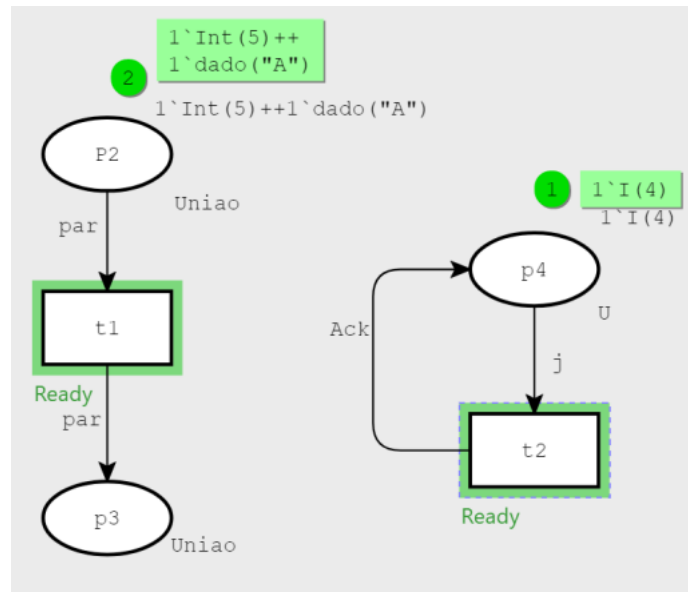 1`Int(5)++
1`dado("A")
2
1`Int(5)++1`dado("A")
P2
Uniao
par
t1
Ready
par
p3
Uniao
1
1`I(4)
1`I(4)
p4
U
Ack
j
t2
Ready